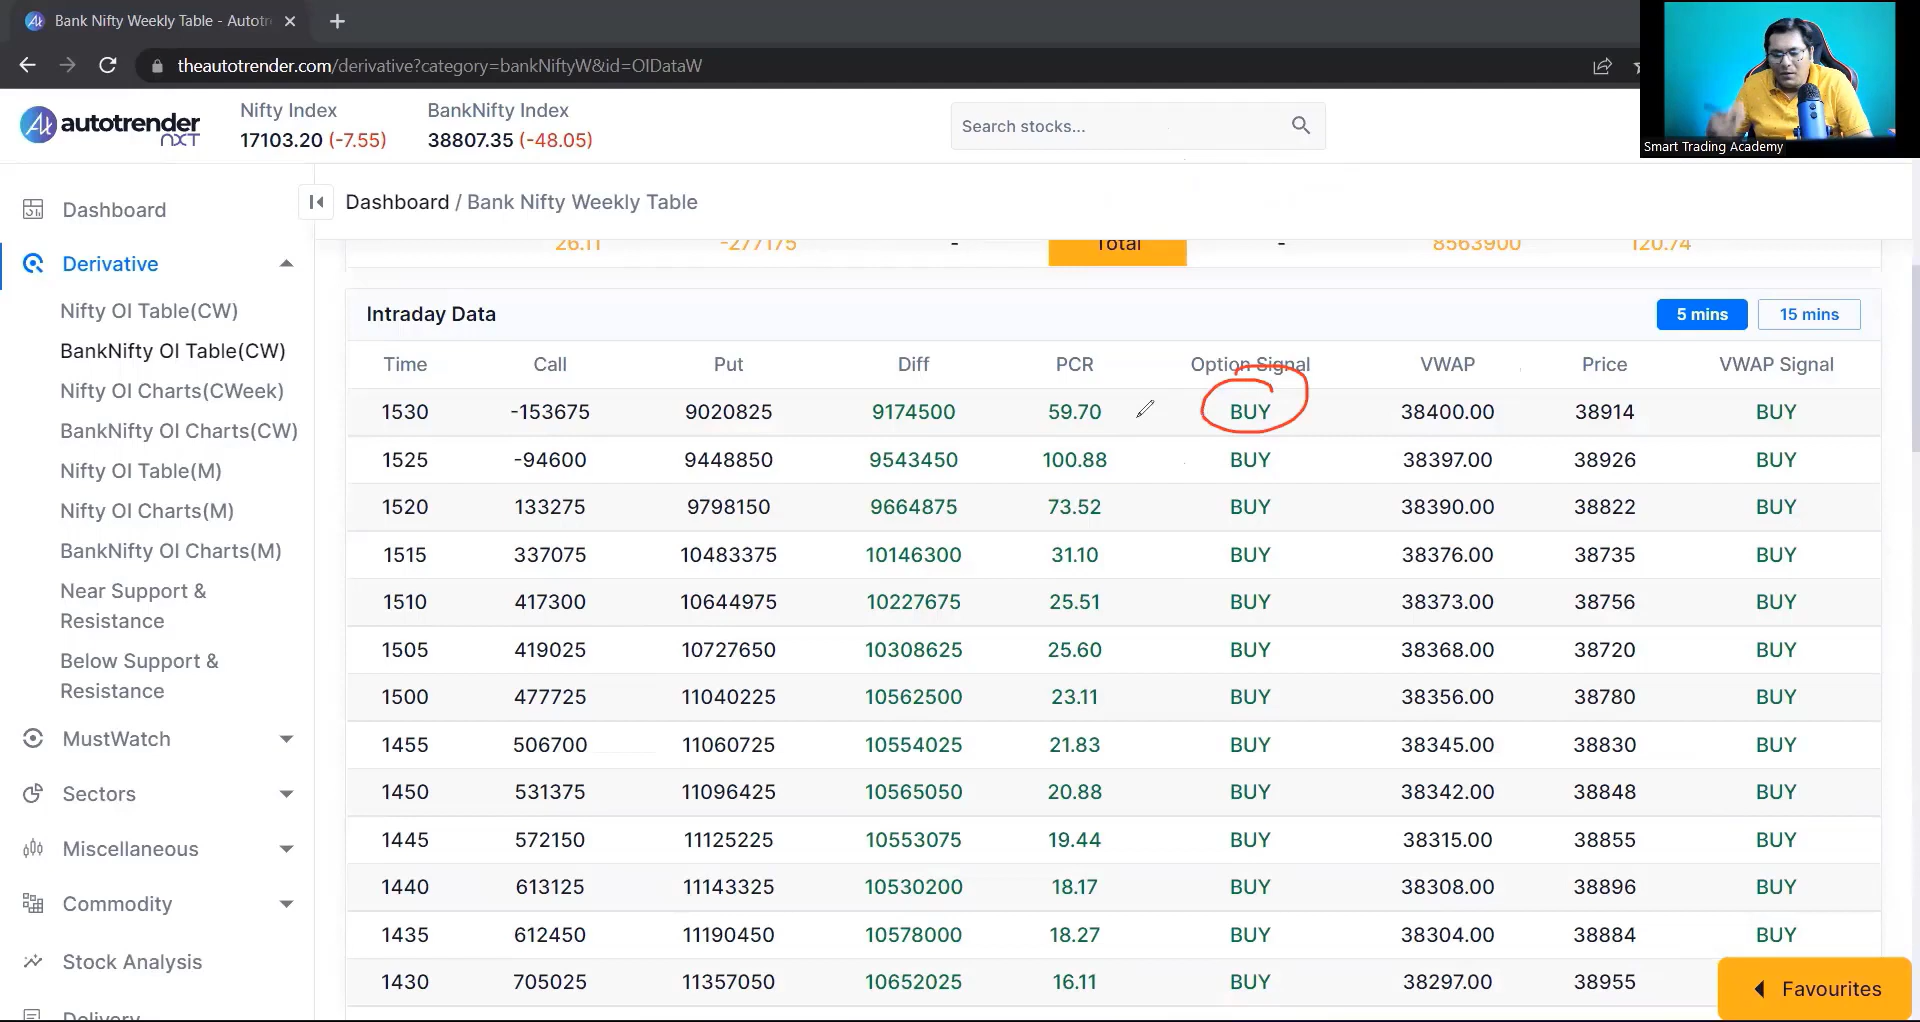 Bank Nifty Weekly Table - Autotr
theautotrender.com/derivative?category=bankNiftyW&id=OIDataW
Smart Trading Academy
autotrender
nxt
Nifty Index
17103.20 (-7.55)
BankNifty Index
38807.35 (-48.05)
Search stocks...
Dashboard / Bank Nifty Weekly Table
Dashboard
Derivative
Nifty OI Table(CW)
BankNifty OI Table(CW)
Nifty OI Charts(CWeek)
BankNifty OI Charts(CW)
Nifty OI Table(M)
Nifty OI Charts(M)
BankNifty OI Charts(M)
Near Support &
Resistance
Below Support &
Resistance
MustWatch
Sectors
Miscellaneous
Commodity
Stock Analysis
Delivery
26.11 -277175 - Total - 8563900 120.74
Intraday Data 5 mins 15 mins
Time Call Put Diff PCR Option Signal VWAP Price VWAP Signal
1530 -153675 9020825 9174500 59.70 BUY 38400.00 38914 BUY
1525 -94600 9448850 9543450 100.88 BUY 38397.00 38926 BUY
1520 133275 9798150 9664875 73.52 BUY 38390.00 38822 BUY
1515 337075 10483375 10146300 31.10 BUY 38376.00 38735 BUY
1510 417300 10644975 10227675 25.51 BUY 38373.00 38756 BUY
1505 419025 10727650 10308625 25.60 BUY 38368.00 38720 BUY
1500 477725 11040225 10562500 23.11 BUY 38356.00 38780 BUY
1455 506700 11060725 10554025 21.83 BUY 38345.00 38830 BUY
1450 531375 11096425 10565050 20.88 BUY 38342.00 38848 BUY
1445 572150 11125225 10553075 19.44 BUY 38315.00 38855 BUY
1440 613125 11143325 10530200 18.17 BUY 38308.00 38896 BUY
1435 612450 11190450 10578000 18.27 BUY 38304.00 38884 BUY
1430 705025 11357050 10652025 16.11 BUY 38297.00 38955
Favourites